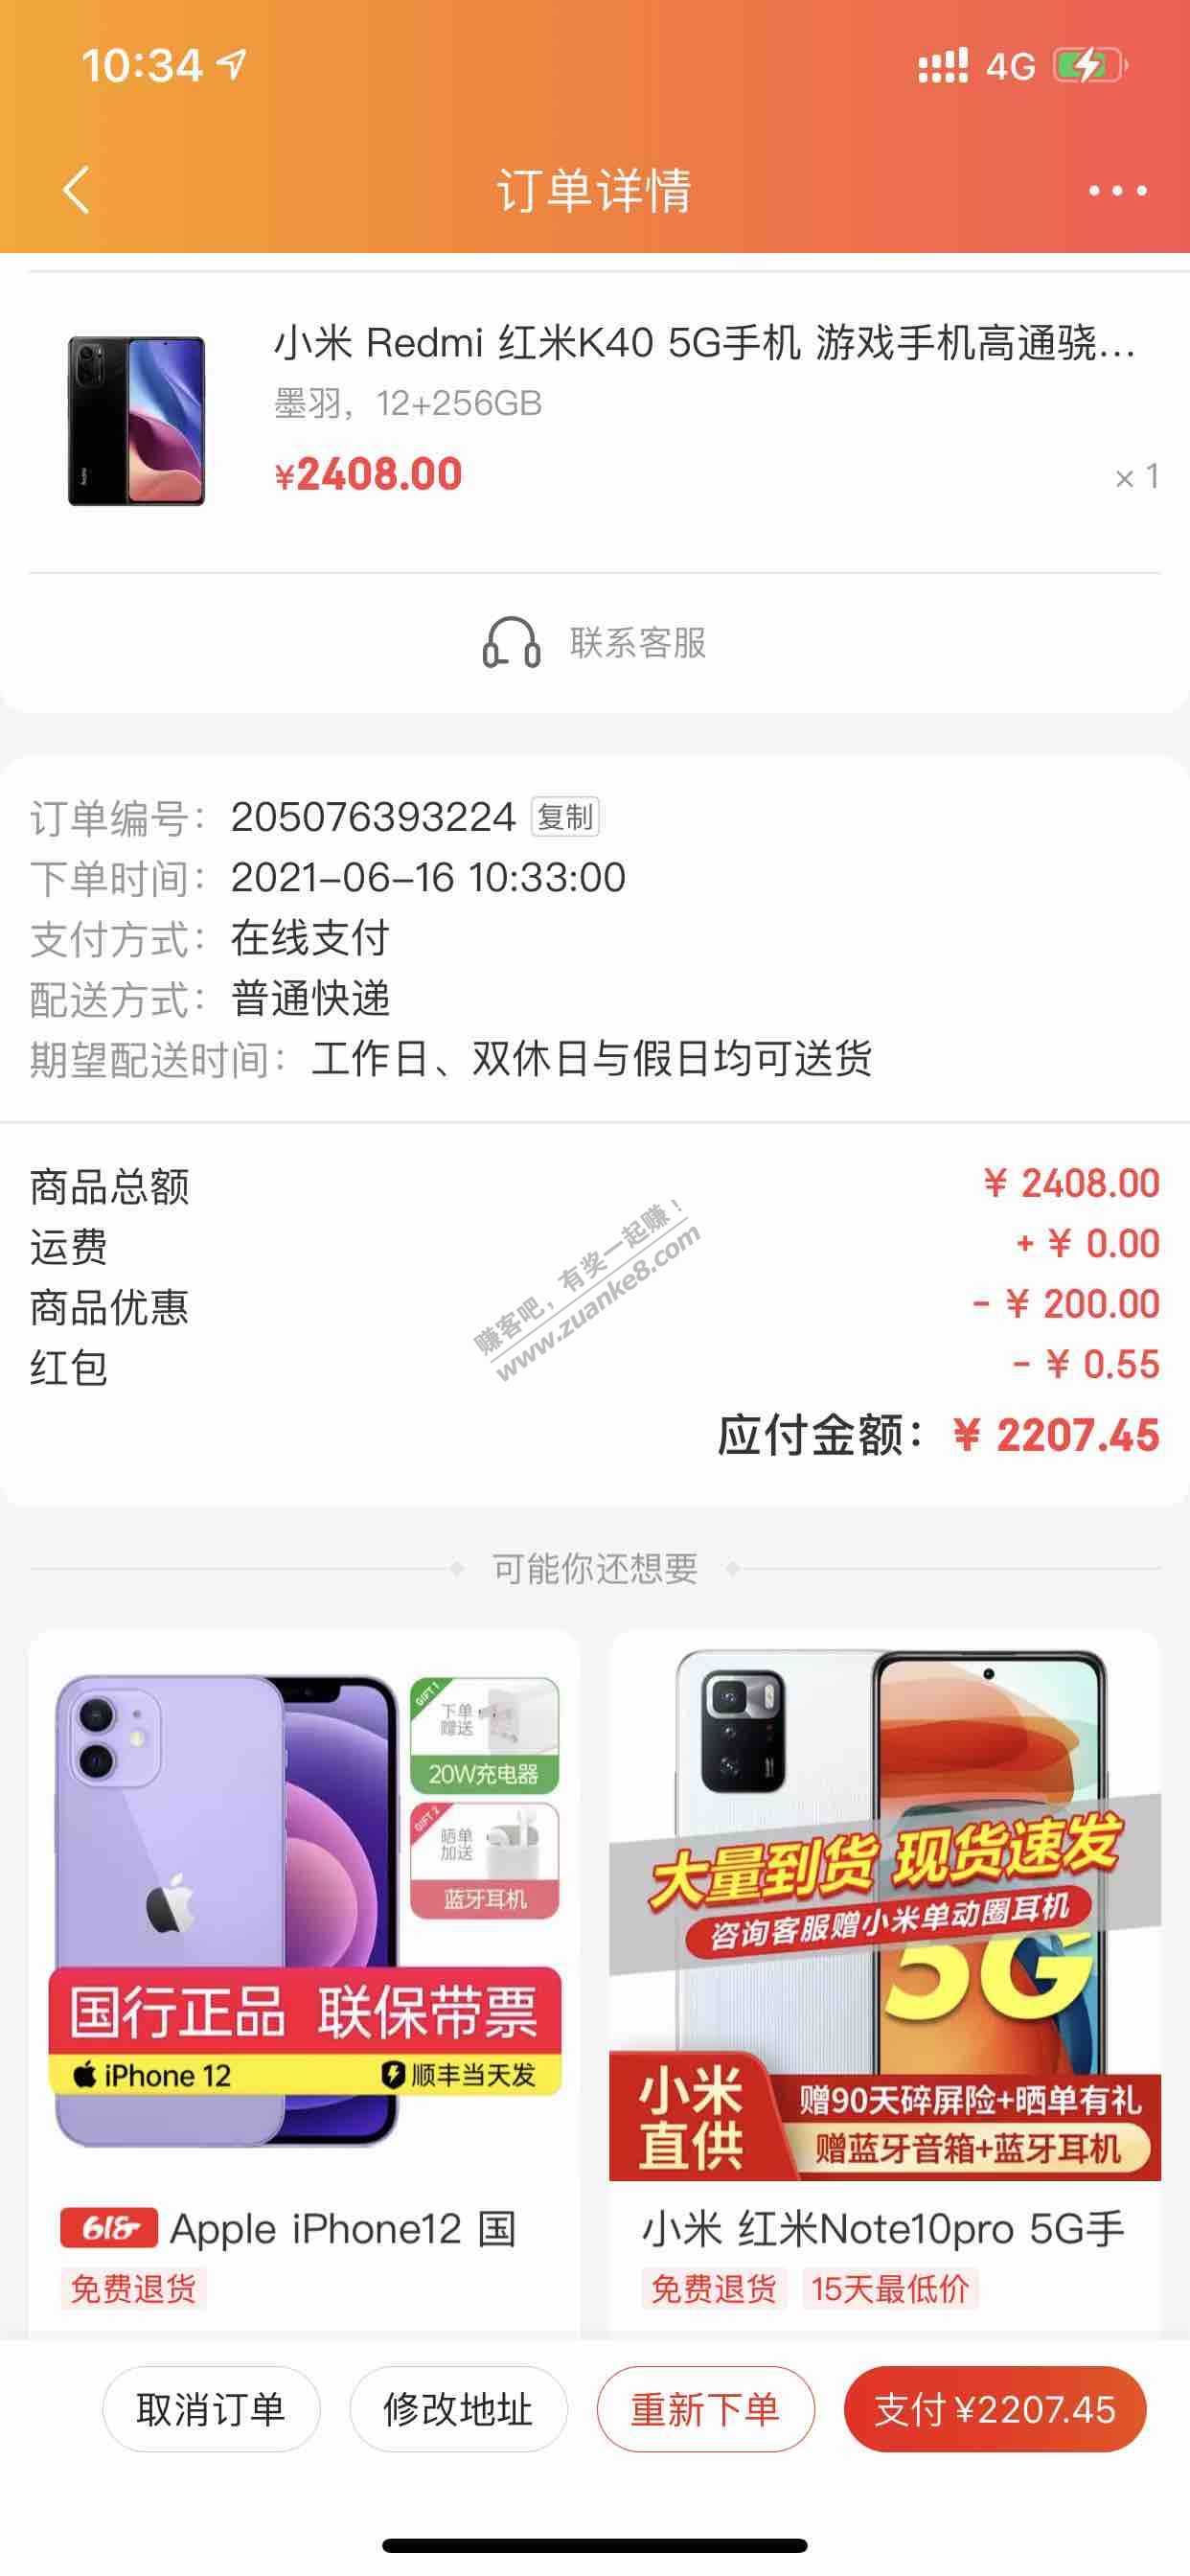 10:34
4G
订单详情
小米 Redmi 红米K40 5G手机 游戏手机高通骁...
墨羽，12+256GB
¥2408.00
× 1
联系客服
订单编号：205076393224 复制
下单时间：2021-06-16 10:33:00
支付方式：在线支付
配送方式：普通快递
期望配送时间：工作日、双休日与假日均可送货
商品总额 ¥ 2408.00
运费 + ¥ 0.00
商品优惠 - ¥ 200.00
红包 - ¥ 0.55
应付金额：¥ 2207.45
赚客吧，有奖一起赚！
www.zuanke8.com
可能你还想要
GIFT 1
下单
赠送
20W充电器
GIFT 2
晒单
加送
蓝牙耳机
国行正品 联保带票
iPhone 12 顺丰当天发
大量到货 现货速发
咨询客服赠小米单动圈耳机
5G
小米
直供
赠90天碎屏险+晒单有礼
赠蓝牙音箱+蓝牙耳机
618 Apple iPhone12 国
免费退货
小米 红米Note10pro 5G手
免费退货 15天最低价
取消订单 修改地址 重新下单 支付 ¥2207.45